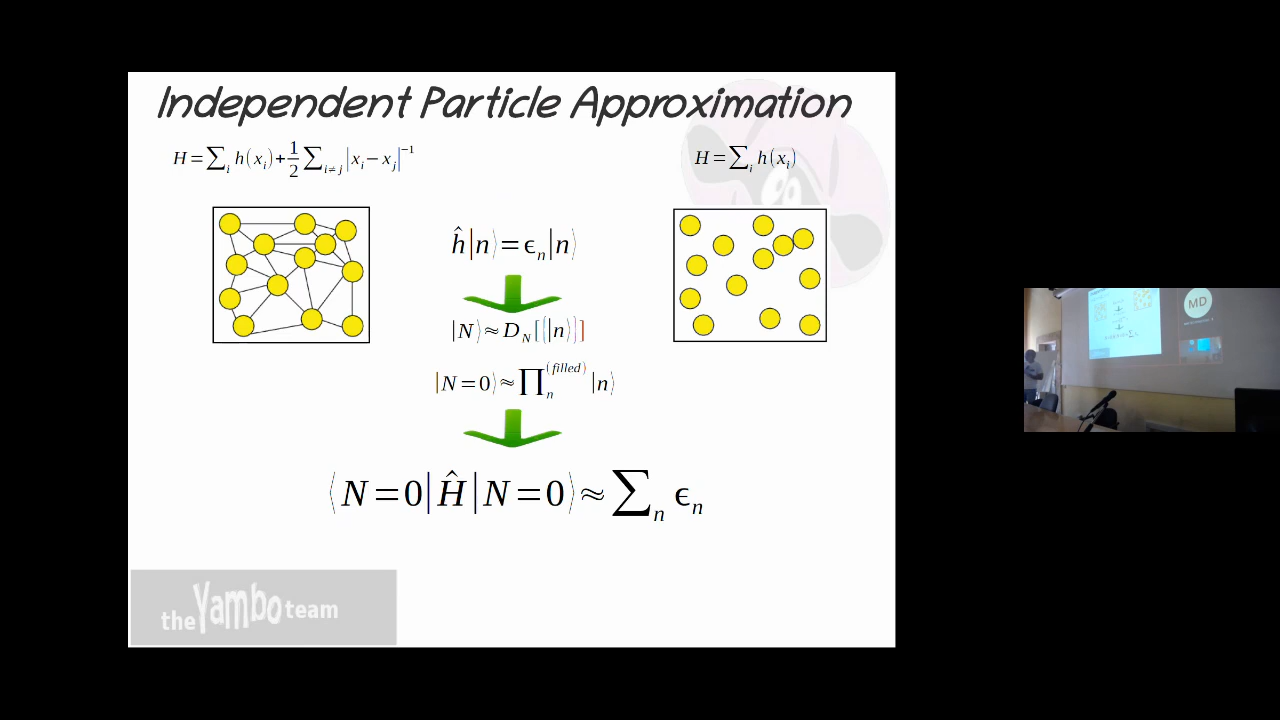 Independent Particle Approximation
H=∑_i h(x_i)+1/2 ∑_{i≠j} |x_i−x_j|^{−1}
H=∑_i h(x_i)
ĥ|n⟩=ϵ_n|n⟩
|N⟩≈D_N[{|n⟩}]
|N=0⟩≈∏_n^{(filled)} |n⟩
⟨N=0|Ĥ|N=0⟩≈∑_n ϵ_n
the Yambo team
MD